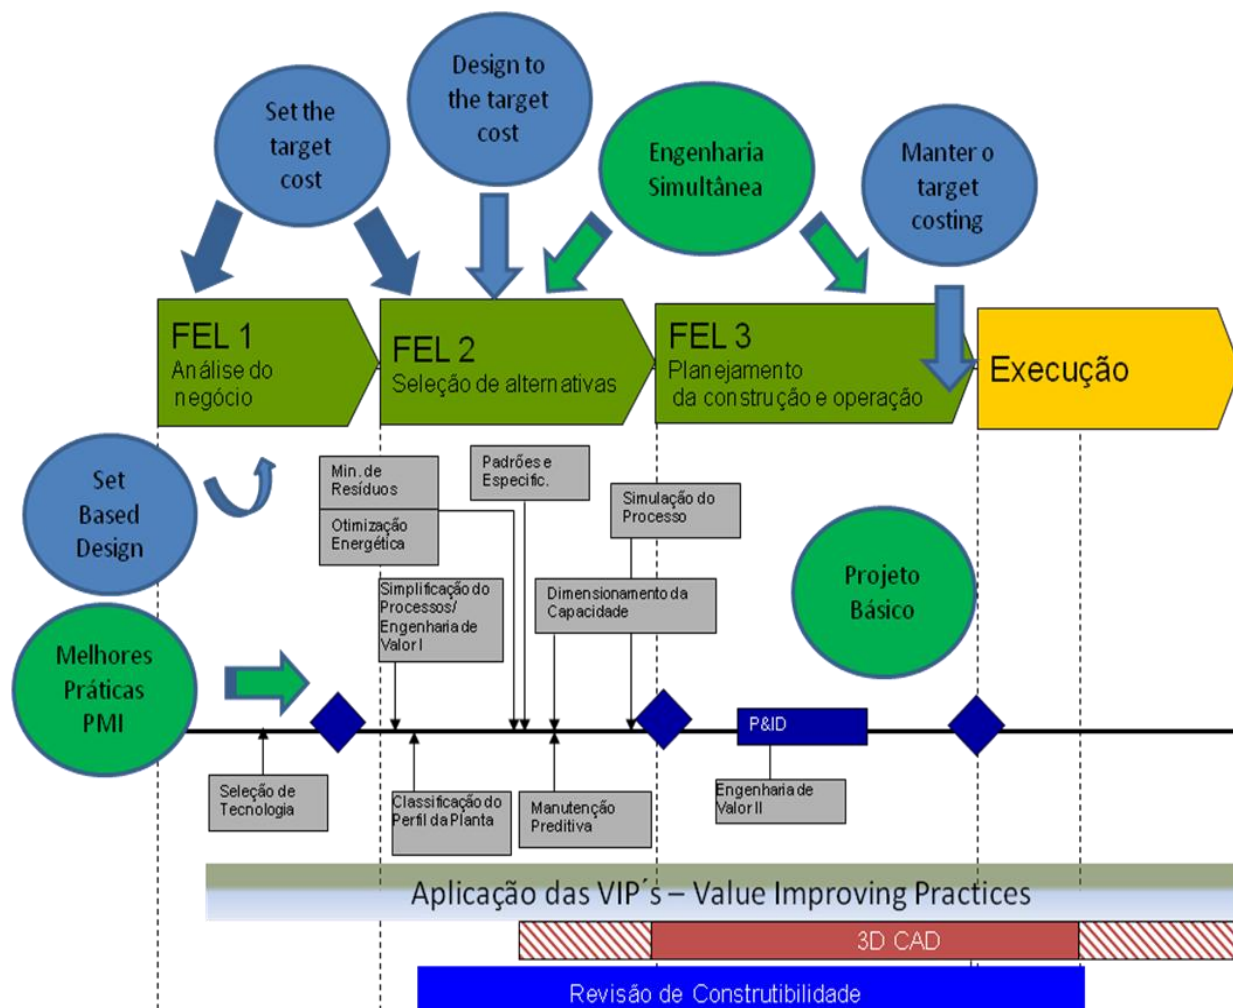 Set the
target
cost
Design to
the target
cost
Engenharia
Simultânea
Manter o
target
costing
FEL 1
Análise do
negócio
FEL 2
Seleção de alternativas
FEL 3
Planejamento
da construção e operação
Execução
Set
Based
Design
Min. de
Resíduos
Otimização
Energética
Padrões e
Especific.
Simulação do
Processo
Simplificação do
Processos/
Engenharia de
Valor I
Dimensionamento da
Capacidade
Projeto
Básico
Melhores
Práticas
PMI
P&ID
Seleção de
Tecnologia
Classificação do
Perfil da Planta
Manutenção
Preditiva
Engenharia de
Valor II
Aplicação das VIP´s – Value Improving Practices
3D CAD
Revisão de Construtibilidade